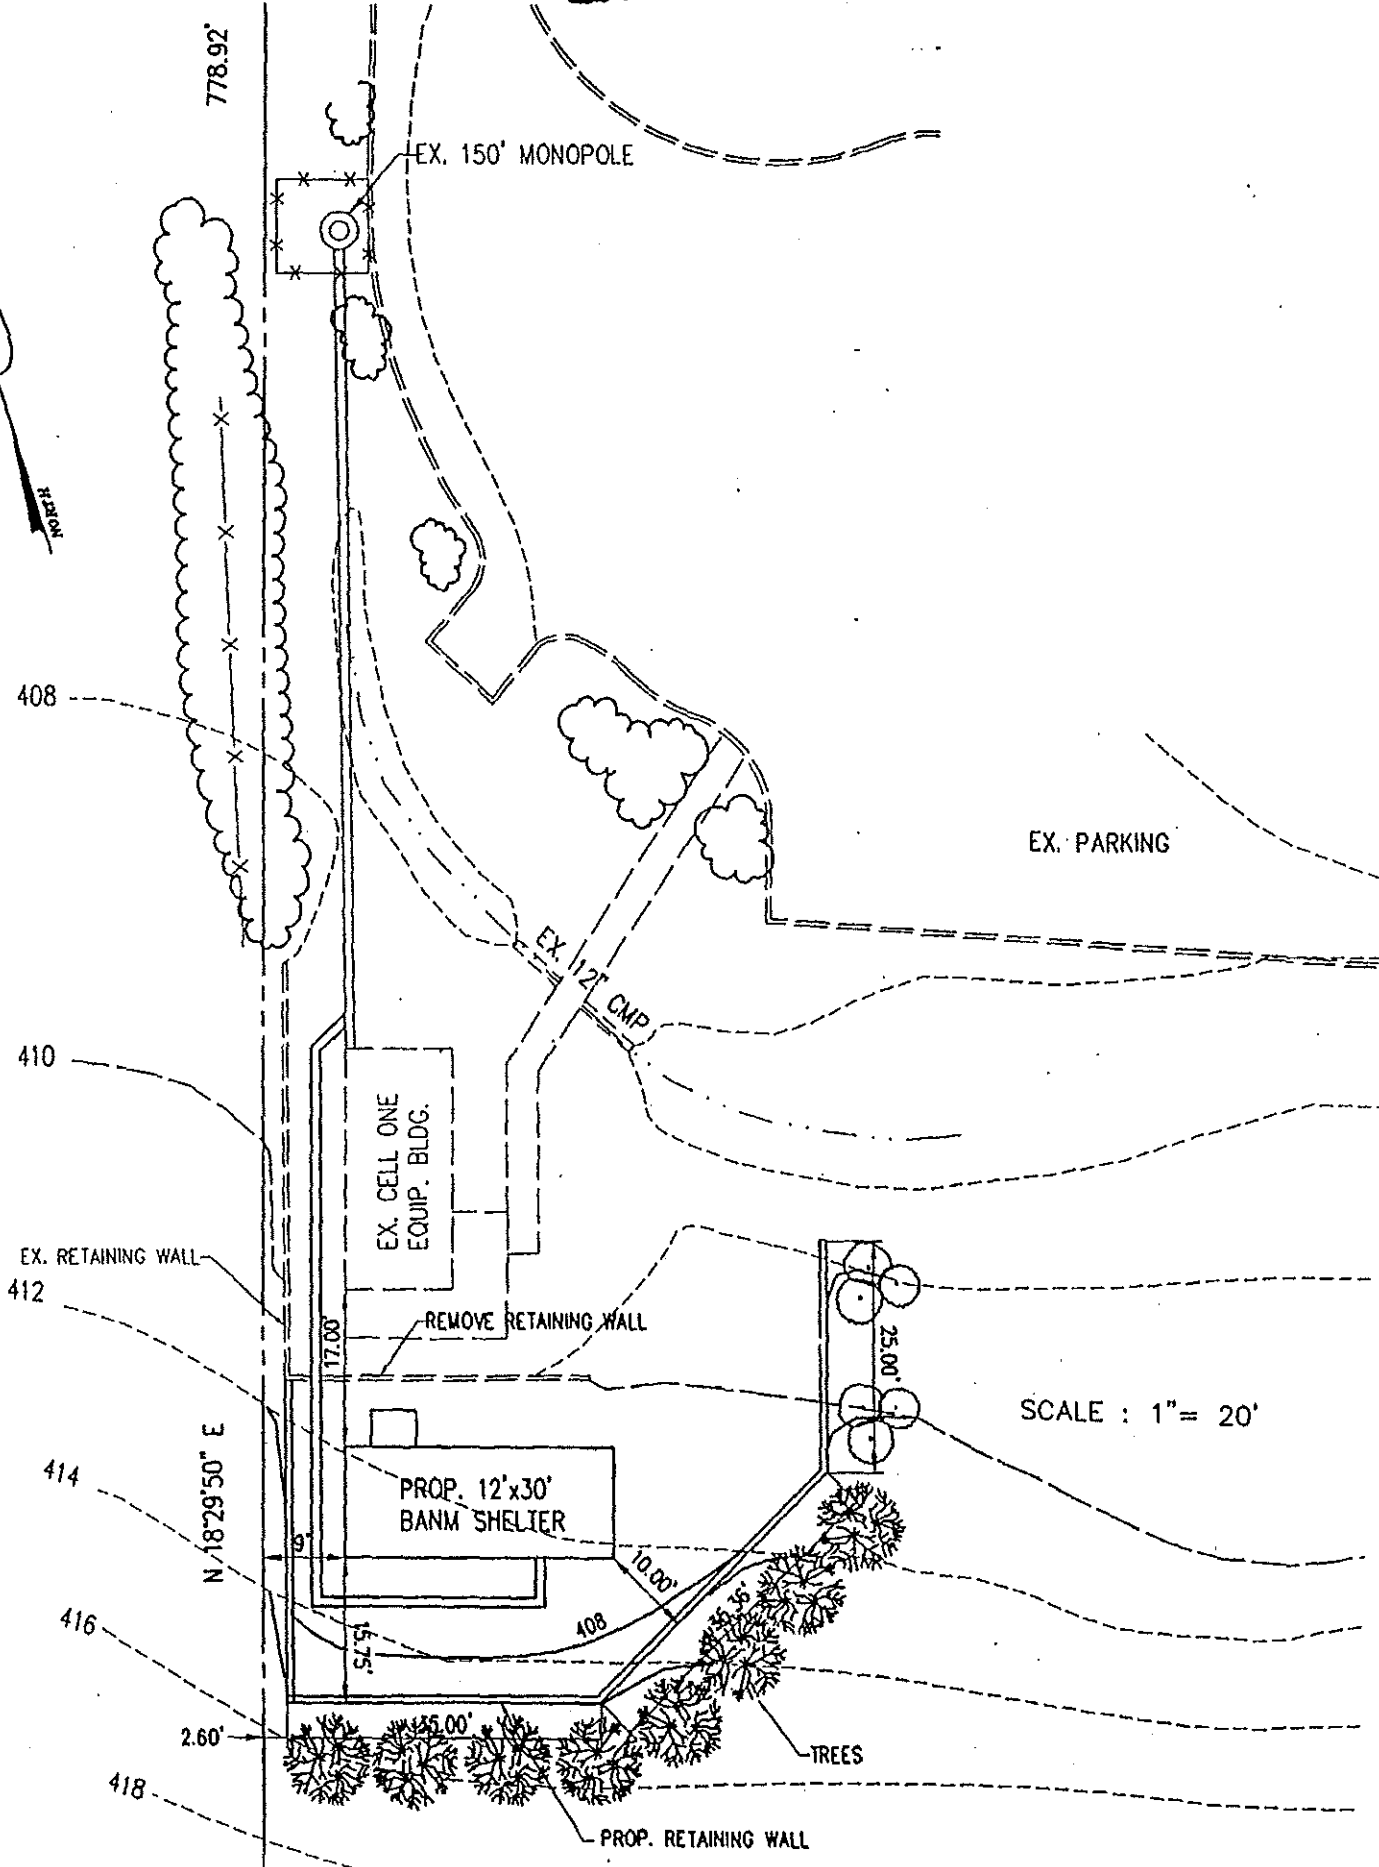 778.92'
EX. 150' MONOPOLE
NORTH
408
EX. PARKING
EX. 12" CMP
410
EX. CELL ONE
EQUIP. BLDG.
EX. RETAINING WALL
412
17.00'
REMOVE RETAINING WALL
25.00'
SCALE : 1"= 20'
N 18°29'50" E
414
PROP. 12'x30'
BANM SHELTER
9'
10.00'
36.36'
416
408
15.75'
2.60'
35.00'
TREES
418
PROP. RETAINING WALL